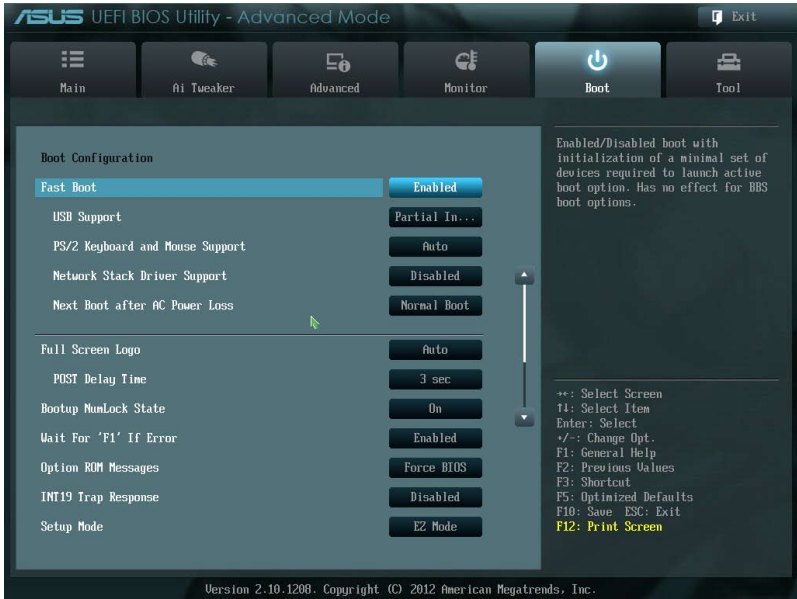 ASUS UEFI BIOS Utility - Advanced Mode
Exit
Main
Ai Tweaker
Advanced
Monitor
Boot
Tool
Boot Configuration
Fast Boot Enabled
USB Support Partial In...
PS/2 Keyboard and Mouse Support Auto
Network Stack Driver Support Disabled
Next Boot after AC Power Loss Normal Boot
Full Screen Logo Auto
POST Delay Time 3 sec
Bootup NumLock State On
Wait For 'F1' If Error Enabled
Option ROM Messages Force BIOS
INT19 Trap Response Disabled
Setup Mode EZ Mode
Enabled/Disabled boot with
initialization of a minimal set of
devices required to launch active
boot option. Has no effect for BBS
boot options.
→←: Select Screen
↑↓: Select Item
Enter: Select
+/-: Change Opt.
F1: General Help
F2: Previous Values
F3: Shortcut
F5: Optimized Defaults
F10: Save ESC: Exit
F12: Print Screen
Version 2.10.1208. Copyright (C) 2012 American Megatrends, Inc.